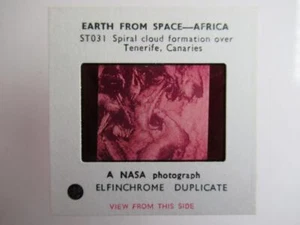 EARTH FROM SPACE—AFRICA
ST031 Spiral cloud formation over
Tenerife, Canaries
A NASA photograph
ELFINCHROME DUPLICATE
VIEW FROM THIS SIDE